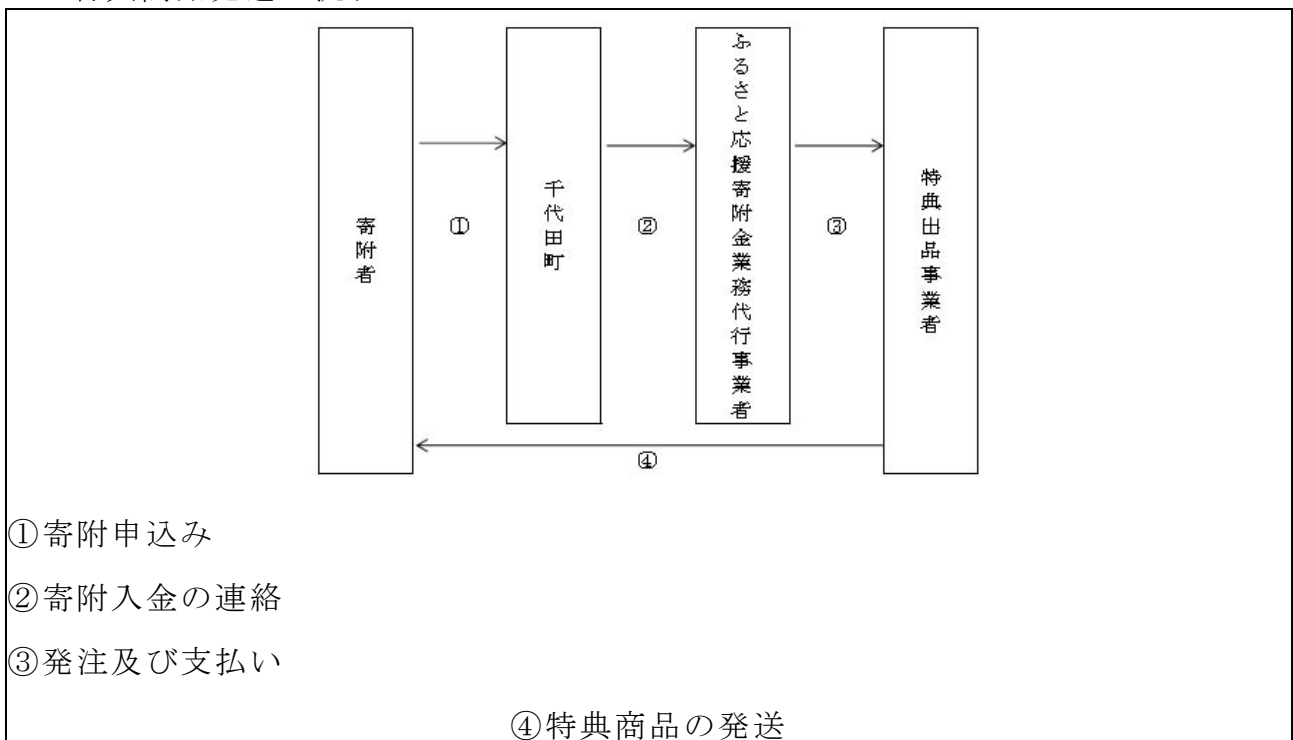 寄附者
①
千代田町
②
ふるさと応援寄附金業務代行事業者
③
特典出品事業者
④
①寄附申込み
②寄附入金の連絡
③発注及び支払い
④特典商品の発送